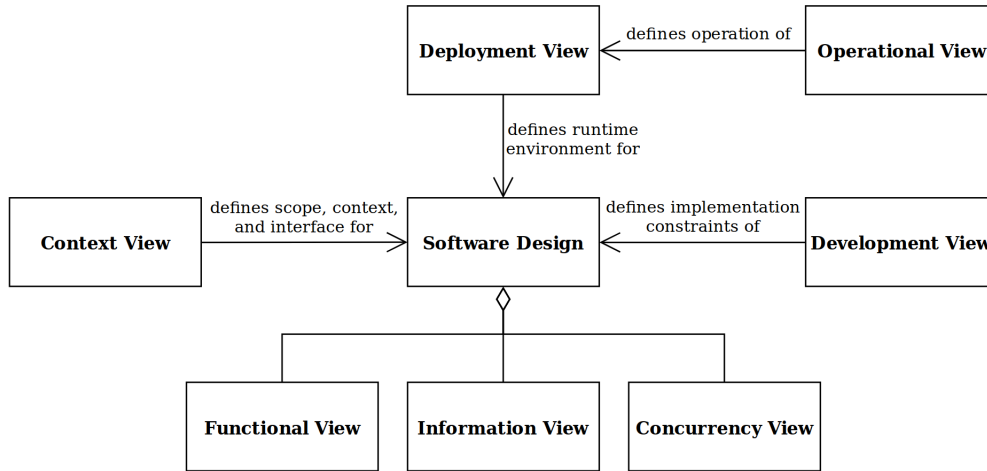 Deployment View
defines operation of
Operational View
defines runtime
environment for
Context View
defines scope, context,
and interface for
Software Design
defines implementation
constraints of
Development View
Functional View
Information View
Concurrency View